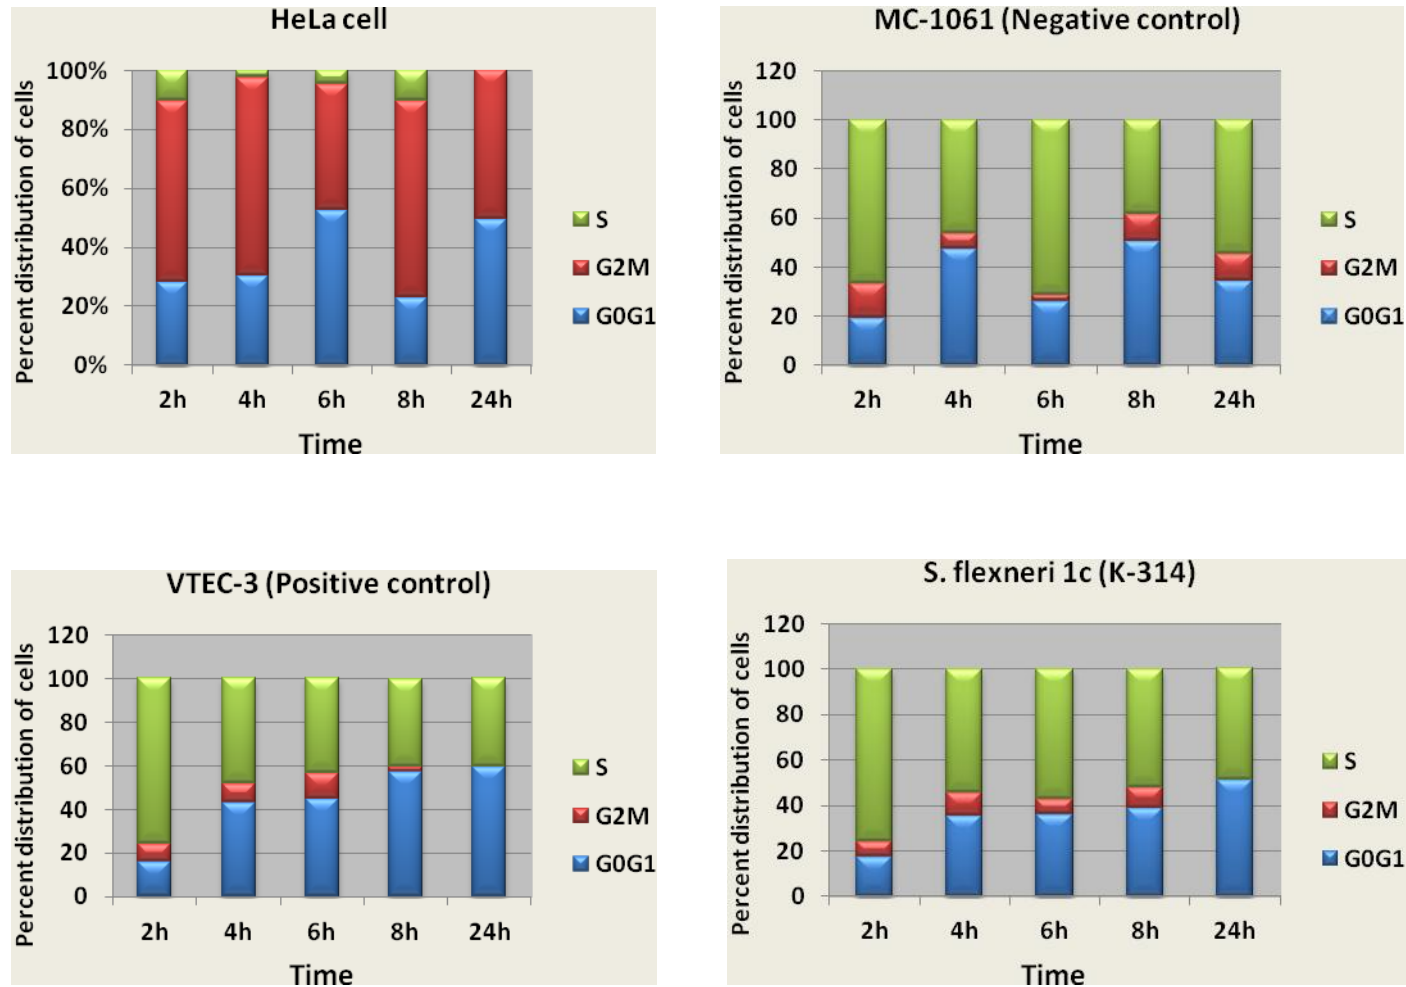 HeLa cell
Percent distribution of cells
100%
80%
60%
40%
20%
0%
2h 4h 6h 8h 24h
Time
S
G2M
G0G1
MC-1061 (Negative control)
Percent distribution of cells
120
100
80
60
40
20
0
2h 4h 6h 8h 24h
Time
S
G2M
G0G1
VTEC-3 (Positive control)
Percent distribution of cells
120
100
80
60
40
20
0
2h 4h 6h 8h 24h
Time
S
G2M
G0G1
S. flexneri 1c (K-314)
Percent distribution of cells
120
100
80
60
40
20
0
2h 4h 6h 8h 24h
Time
S
G2M
G0G1